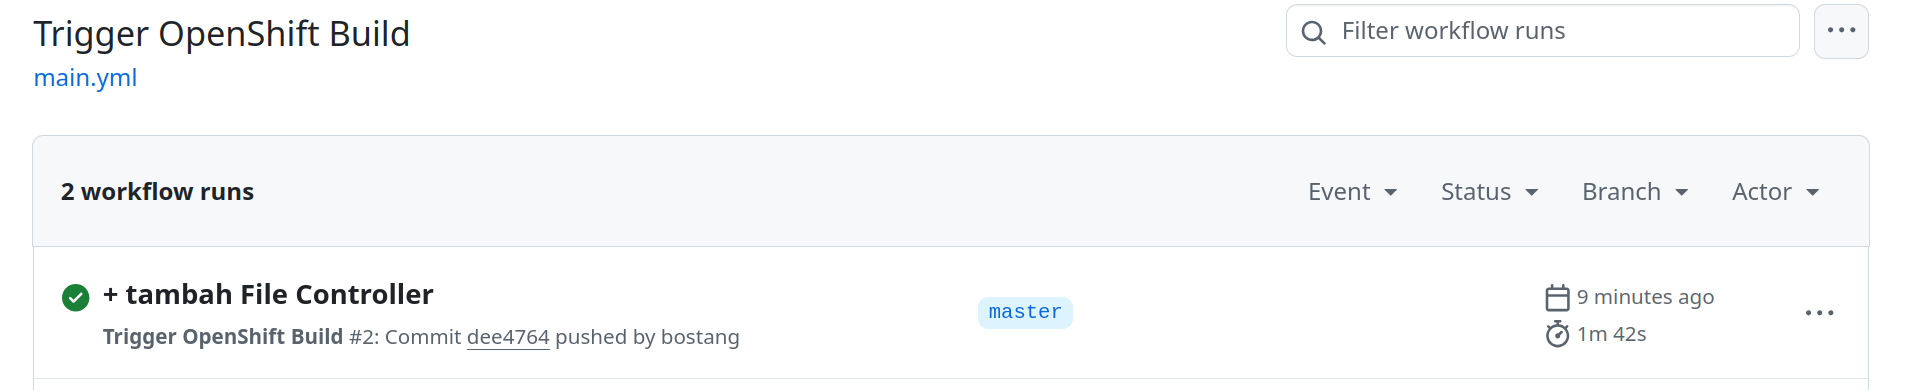 Trigger OpenShift Build
Filter workflow runs
main.yml
2 workflow runs
Event
Status
Branch
Actor
+ tambah File Controller
Trigger OpenShift Build #2: Commit dee4764 pushed by bostang
master
9 minutes ago
1m 42s